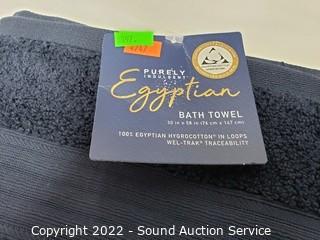 PURELY
INDULGENT
Egyptian
BATH TOWEL
30 in x 58 in (76 cm x 147 cm)
100% EGYPTIAN HYGROCOTTON® IN LOOPS
WEL-TRAK® TRACEABILITY
Copyright 2022 - Sound Auction Service